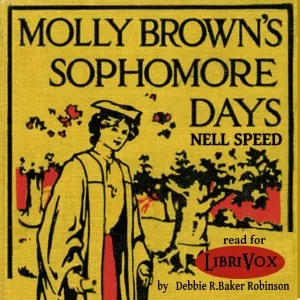 MOLLY BROWN'S
SOPHOMORE
DAYS
NELL SPEED
read for
LIBRIVOX
by Debbie R.Baker Robinson